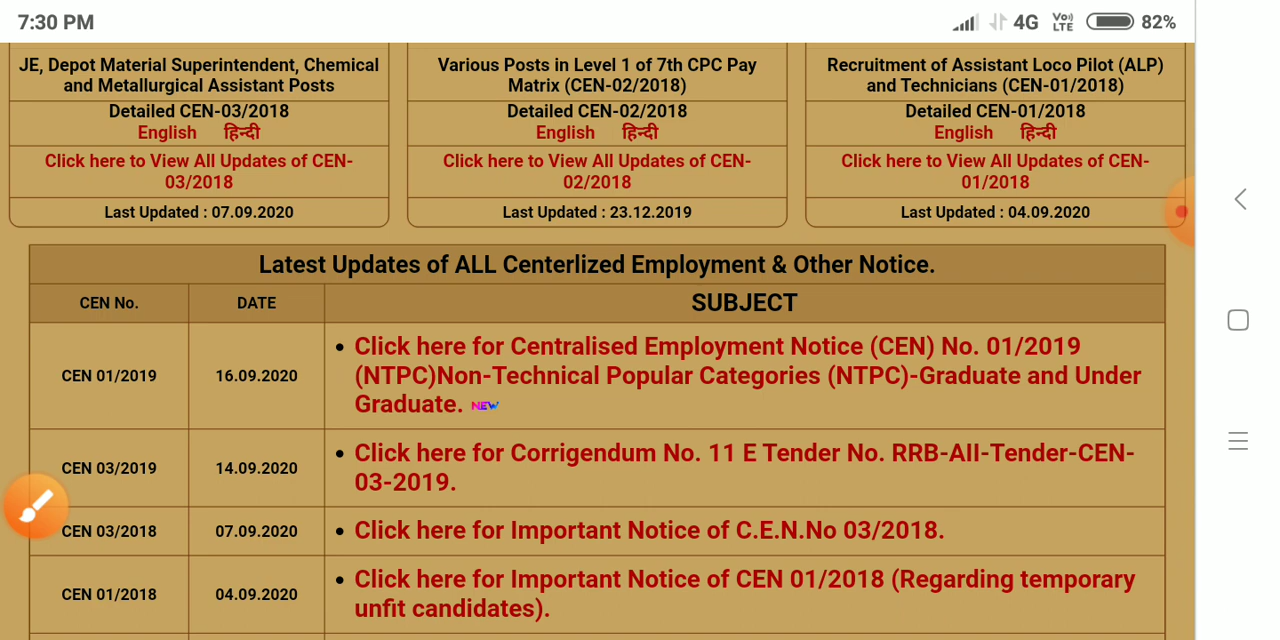 7:30 PM
4G VoLTE 82%
JE, Depot Material Superintendent, Chemical
and Metallurgical Assistant Posts
Detailed CEN-03/2018
English हिन्दी
Click here to View All Updates of CEN-
03/2018
Last Updated : 07.09.2020
Various Posts in Level 1 of 7th CPC Pay
Matrix (CEN-02/2018)
Detailed CEN-02/2018
English हिन्दी
Click here to View All Updates of CEN-
02/2018
Last Updated : 23.12.2019
Recruitment of Assistant Loco Pilot (ALP)
and Technicians (CEN-01/2018)
Detailed CEN-01/2018
English हिन्दी
Click here to View All Updates of CEN-
01/2018
Last Updated : 04.09.2020
Latest Updates of ALL Centerlized Employment & Other Notice.
CEN No. DATE SUBJECT
CEN 01/2019 16.09.2020
• Click here for Centralised Employment Notice (CEN) No. 01/2019
(NTPC)Non-Technical Popular Categories (NTPC)-Graduate and Under
Graduate. NEW
CEN 03/2019 14.09.2020
• Click here for Corrigendum No. 11 E Tender No. RRB-AII-Tender-CEN-
03-2019.
CEN 03/2018 07.09.2020 • Click here for Important Notice of C.E.N.No 03/2018.
CEN 01/2018 04.09.2020
• Click here for Important Notice of CEN 01/2018 (Regarding temporary
unfit candidates).